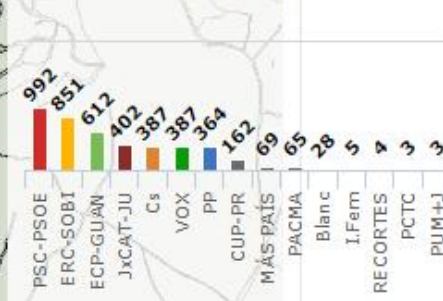 992
851
612
402
387
387
364
162
69
65
28
5
4
3
3
PSC-PSOE
ERC-SOBI
ECP-GUAN
JxCAT-JU
Cs
VOX
PP
CUP-PR
MÁS PAÍS
PACMA
Blanc
I.Fem
RECORTES
PCTC
PUM+J